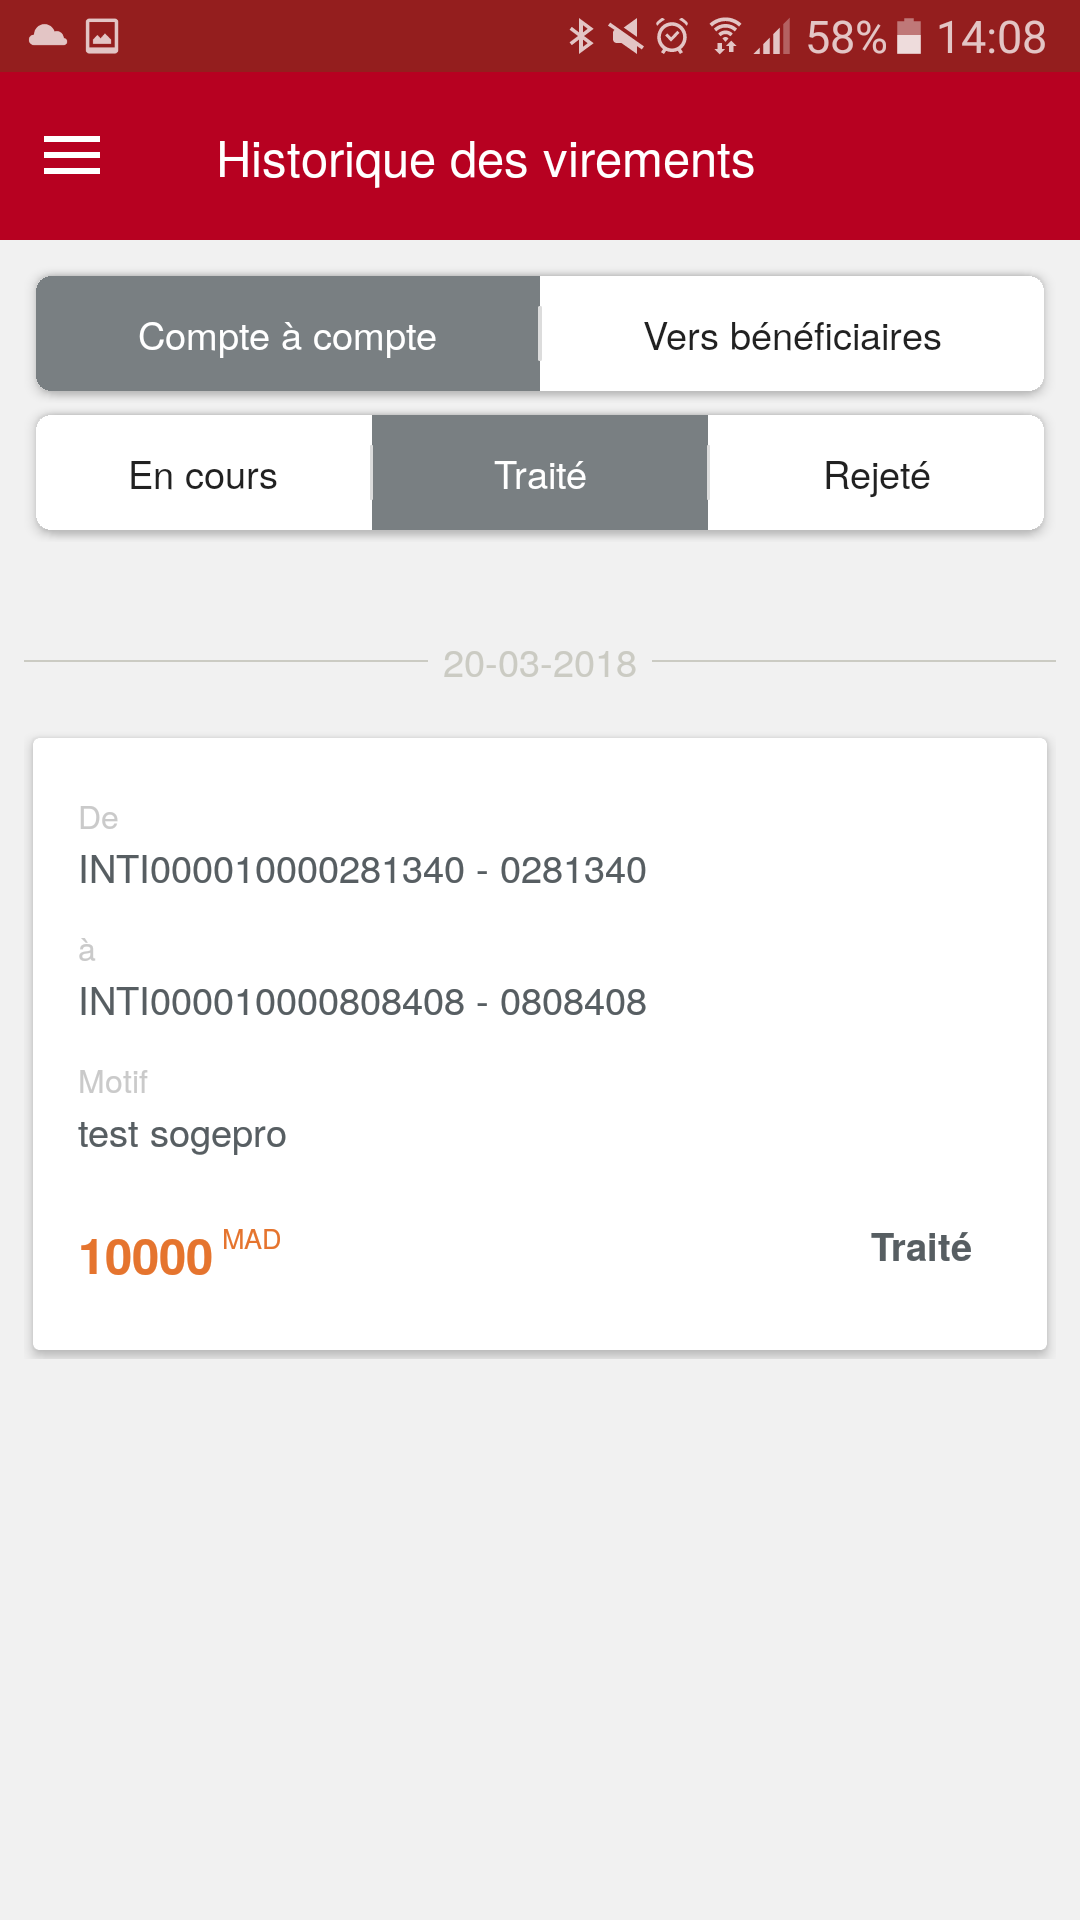 58% 14:08
Historique des virements
Compte à compte Vers bénéficiaires
En cours Traité Rejeté
20-03-2018
De
INTI000010000281340 - 0281340
à
INTI000010000808408 - 0808408
Motif
test sogepro
10000 MAD Traité